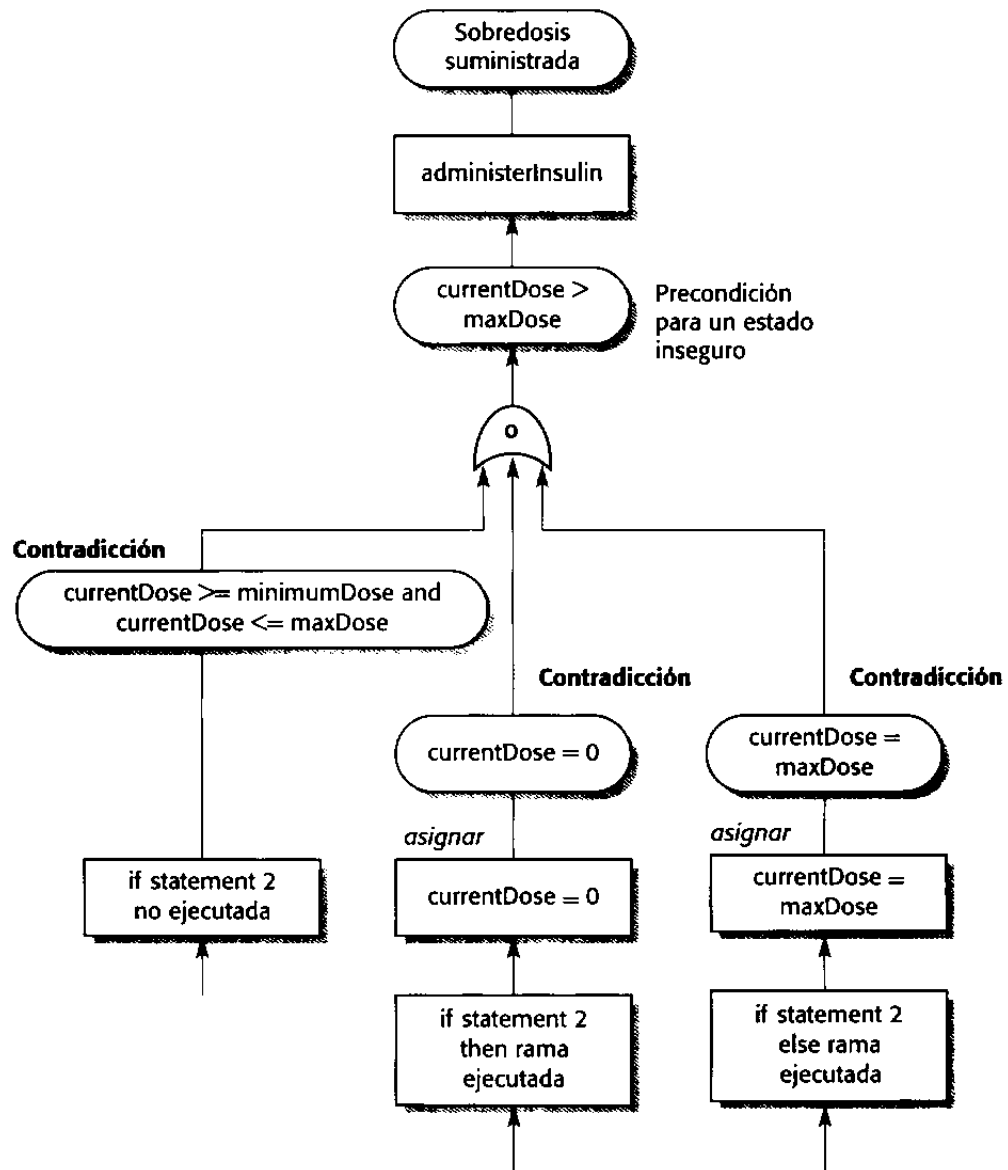 Sobredosis
suministrada
administerInsulin
currentDose >
maxDose
Precondición
para un estado
inseguro
o
Contradicción
currentDose >= minimumDose and
currentDose <= maxDose
Contradicción
Contradicción
currentDose = 0
currentDose =
maxDose
asignar
asignar
if statement 2
no ejecutada
currentDose = 0
currentDose =
maxDose
if statement 2
then rama
ejecutada
if statement 2
else rama
ejecutada